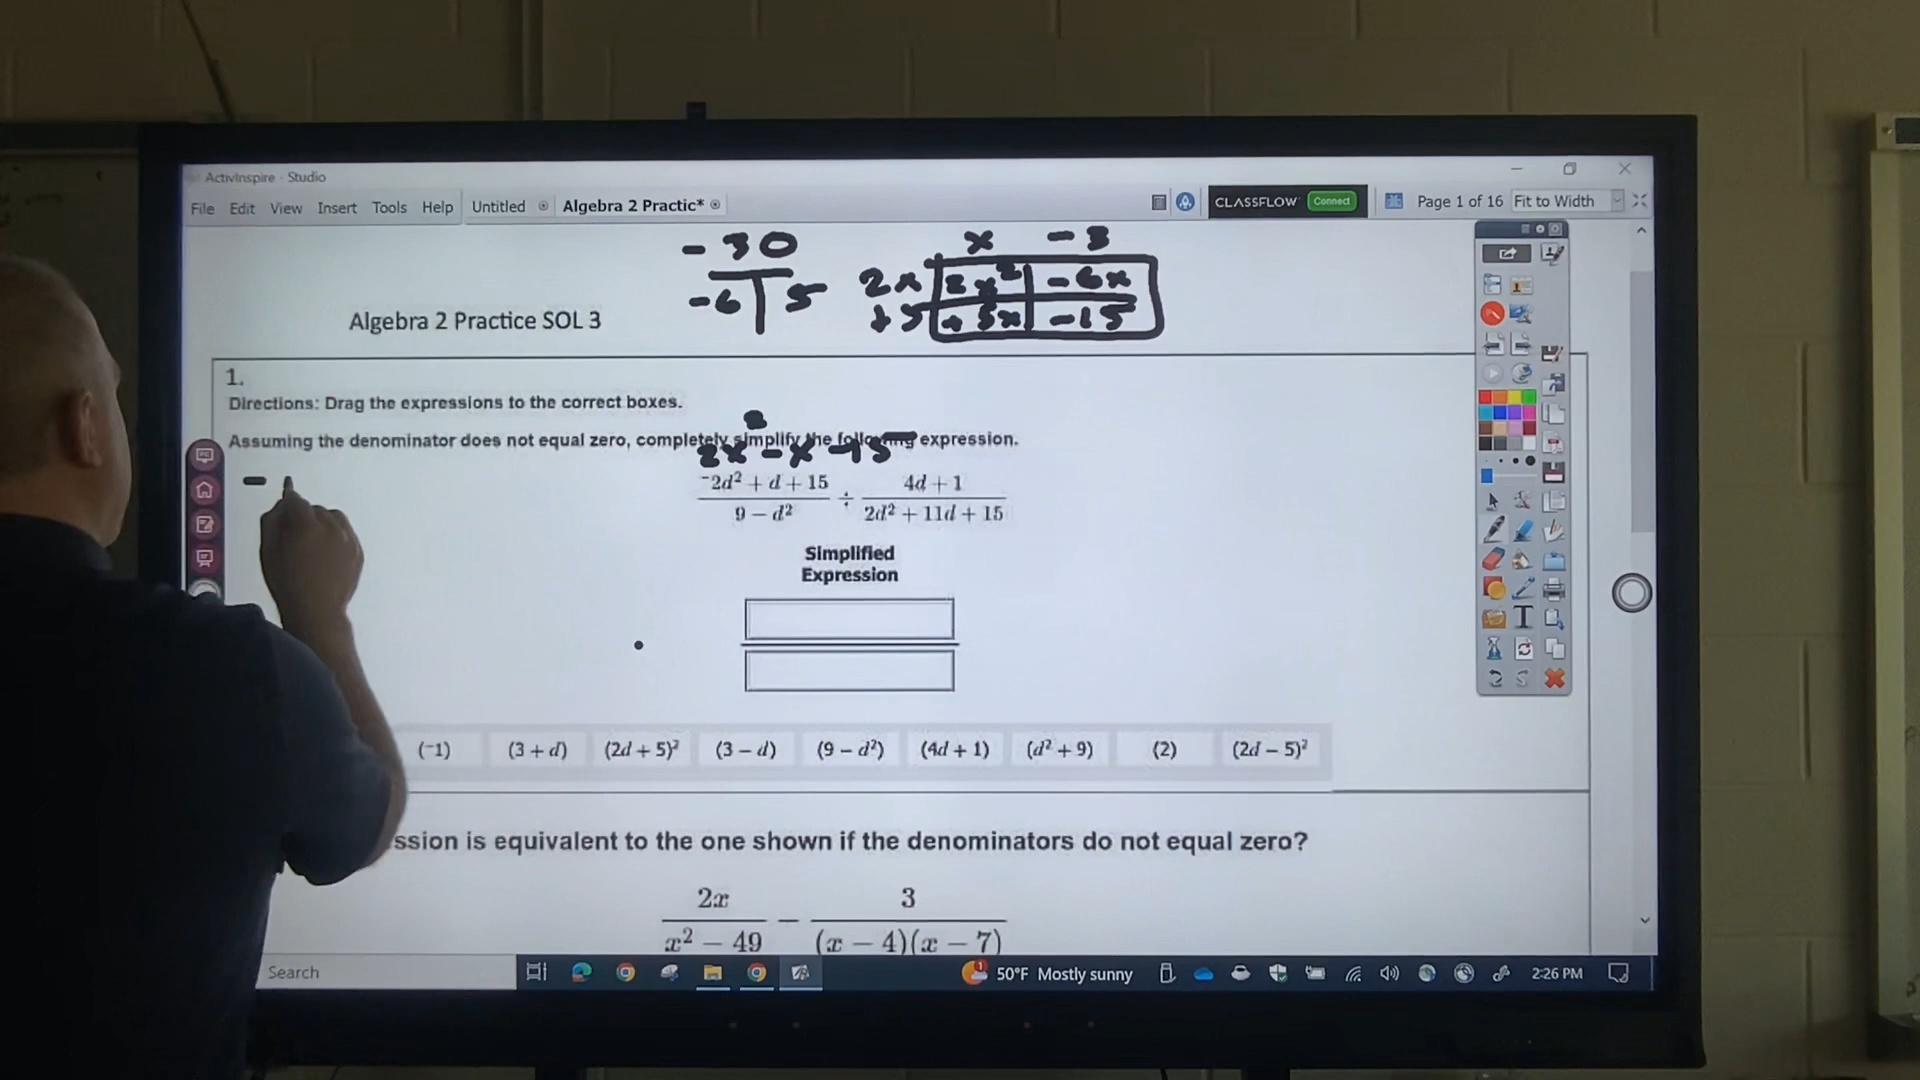 ActivInspire - Studio
File Edit View Insert Tools Help Untitled Algebra 2 Practic* CLASSFLOW Connect Page 1 of 16 Fit to Width
-30
-6 5
x -3
2x 2x² -6x
+5 +5x -15
Algebra 2 Practice SOL 3
1.
Directions: Drag the expressions to the correct boxes.
Assuming the denominator does not equal zero, completely simplify the following expression.
2x² - x - 15
-
⁻2d² + d + 15 4d + 1
÷
9 − d² 2d² + 11d + 15
Simplified
Expression
(⁻1) (3 + d) (2d + 5)² (3 − d) (9 − d²) (4d + 1) (d² + 9) (2) (2d − 5)²
ssion is equivalent to the one shown if the denominators do not equal zero?
2x 3
−
x² − 49 (x − 4)(x − 7)
Search 50°F Mostly sunny 2:26 PM